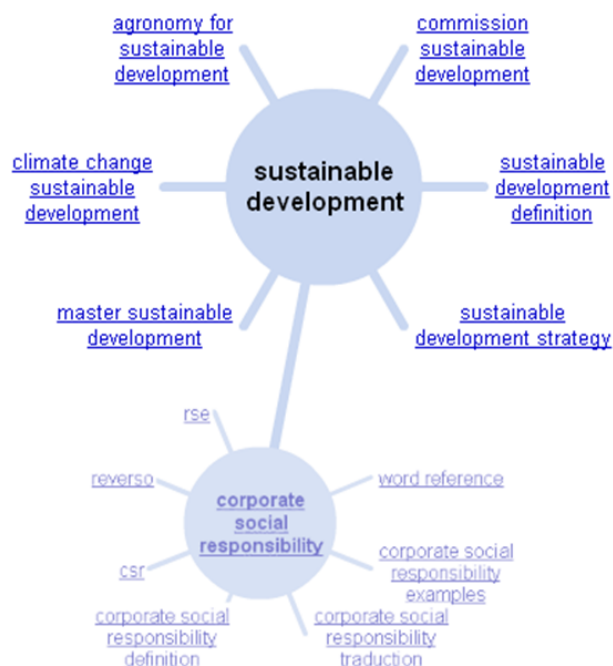 agronomy for
sustainable
development
commission
sustainable
development
climate change
sustainable
development
sustainable
development
sustainable
development
definition
master sustainable
development
sustainable
development strategy
rse
reverso
word reference
corporate
social
responsibility
csr
corporate social
responsibility
examples
corporate social
responsibility
definition
corporate social
responsibility
traduction